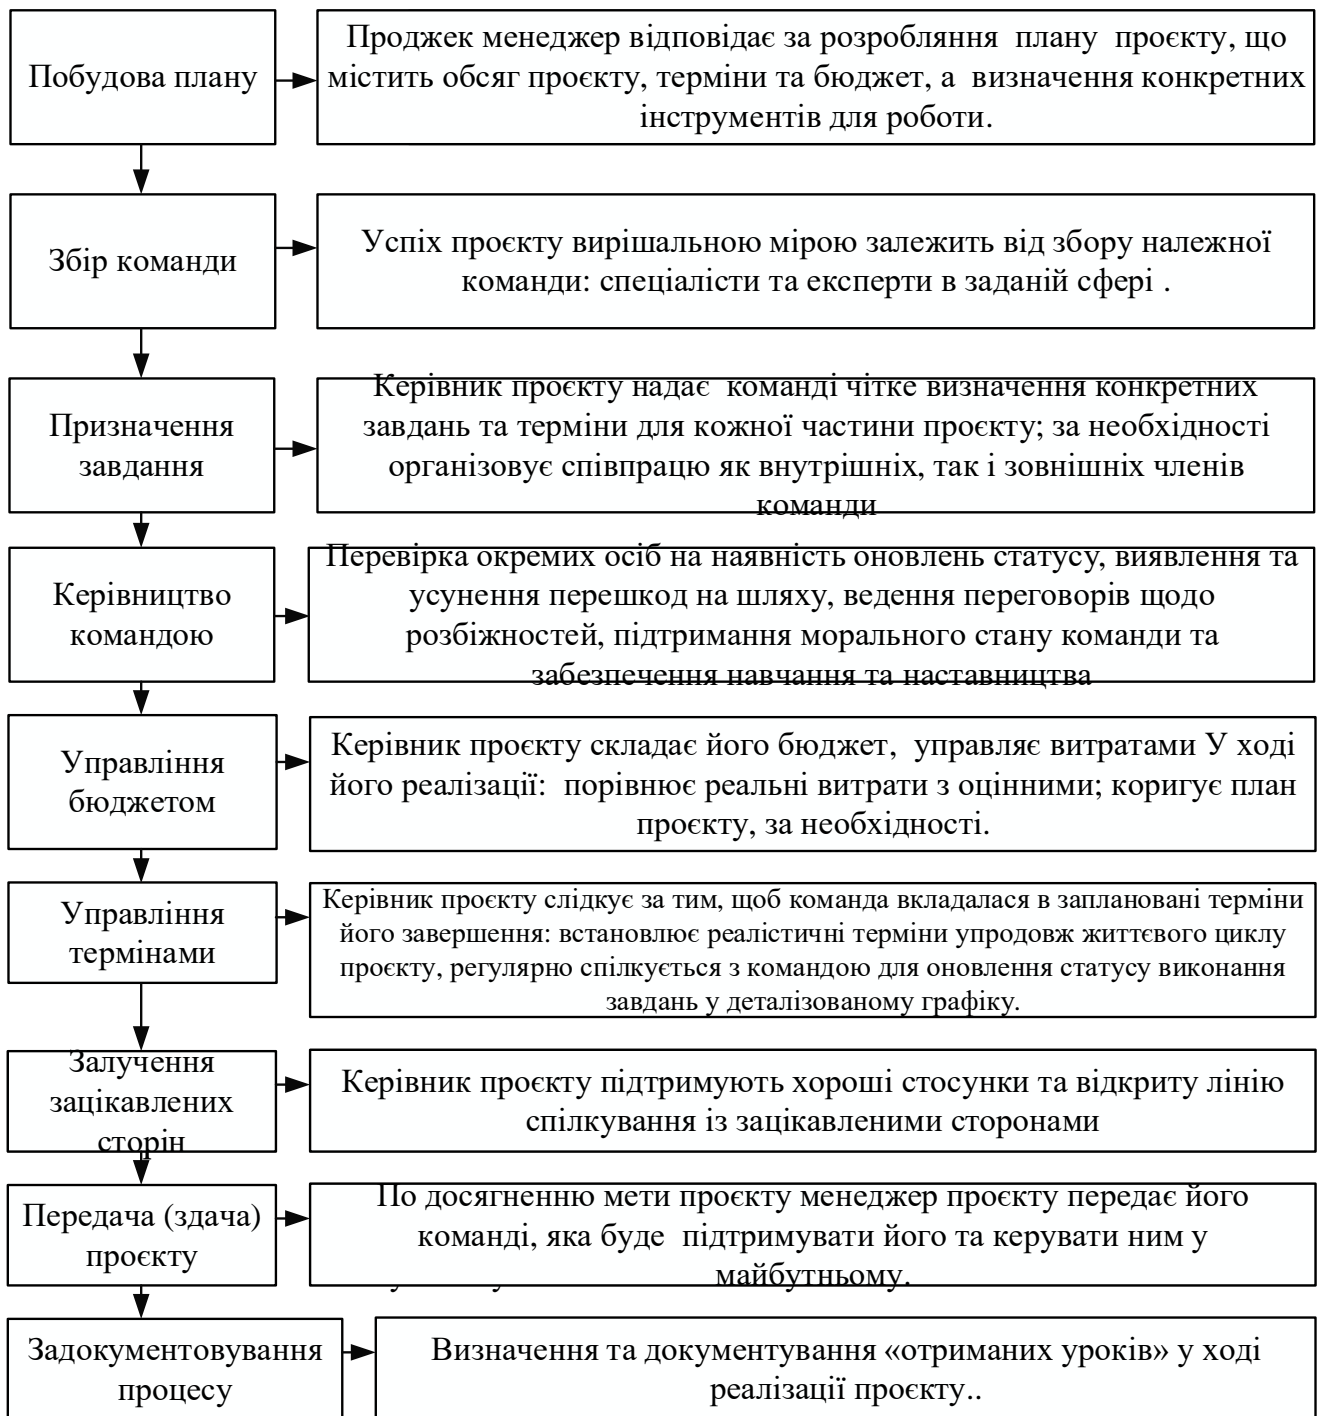 Побудова плану
Проджек менеджер відповідає за розробляння плану проєкту, що
містить обсяг проєкту, терміни та бюджет, а визначення конкретних
інструментів для роботи.
Збір команди
Успіх проєкту вирішальною мірою залежить від збору належної
команди: спеціалісти та експерти в заданій сфері .
Призначення
завдання
Керівник проєкту надає команді чітке визначення конкретних
завдань та терміни для кожної частини проєкту; за необхідності
організовує співпрацю як внутрішніх, так і зовнішніх членів
команди
Керівництво
командою
Перевірка окремих осіб на наявність оновлень статусу, виявлення та
усунення перешкод на шляху, ведення переговорів щодо
розбіжностей, підтримання морального стану команди та
забезпечення навчання та наставництва
Управління
бюджетом
Керівник проєкту складає його бюджет, управляє витратами У ході
його реалізації: порівнює реальні витрати з оцінними; коригує план
проєкту, за необхідності.
Управління
термінами
Керівник проєкту слідкує за тим, щоб команда вкладалася в заплановані терміни
його завершення: встановлює реалістичні терміни упродовж життєвого циклу
проєкту, регулярно спілкується з командою для оновлення статусу виконання
завдань у деталізованому графіку.
Залучення
зацікавлених
сторін
Керівник проєкту підтримують хороші стосунки та відкриту лінію
спілкування із зацікавленими сторонами
Передача (здача)
проєкту
По досягненню мети проєкту менеджер проєкту передає його
команді, яка буде підтримувати його та керувати ним у
майбутньому.
Задокументовування
процесу
Визначення та документування «отриманих уроків» у ході
реалізації проєкту..